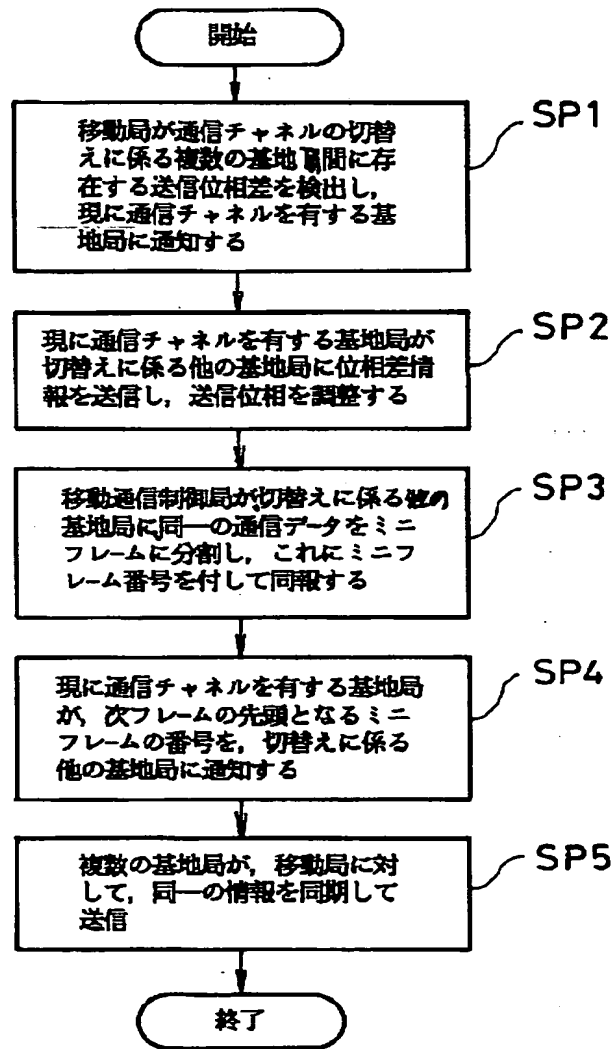 開始
SP1
移動局が通信チャネルの切替
えに係る複数の基地局間に存
在する送信位相差を検出し,
現に通信チャネルを有する基
地局に通知する
SP2
現に通信チャネルを有する基地局が
切替えに係る他の基地局に位相差情
報を送信し, 送信位相を調整する
SP3
移動通信制御局が,切替えに係る他の
基地局に,同一の通信データをミニ
フレームに分割し, これにミニフ
レーム番号を付して同報する
SP4
現に通信チャネルを有する基地局
が, 次フレームの先頭となるミニ
フレームの番号を, 切替えに係る
他の基地局に通知する
SP5
複数の基地局が, 移動局に対
して, 同一の情報を同期して
送信
終了